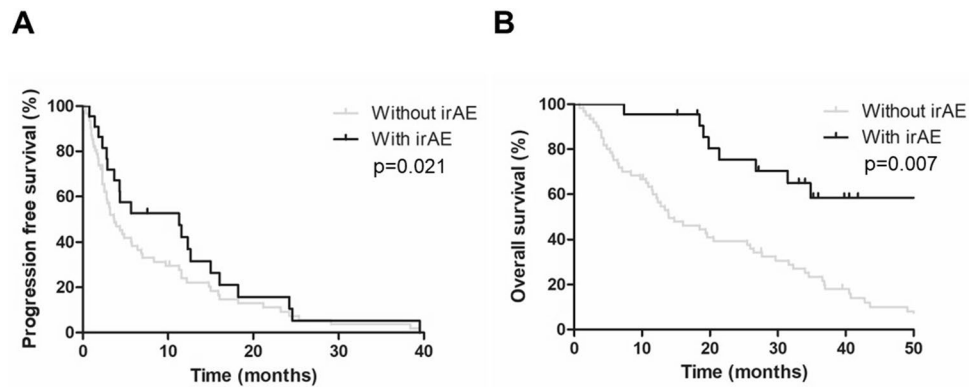 A
B
Progression free survival (%)
100
80
60
40
20
0
0 10 20 30 40
Time (months)
Without irAE
With irAE
p=0.021
Overall survival (%)
100
80
60
40
20
0
0 10 20 30 40 50
Time (months)
Without irAE
With irAE
p=0.007